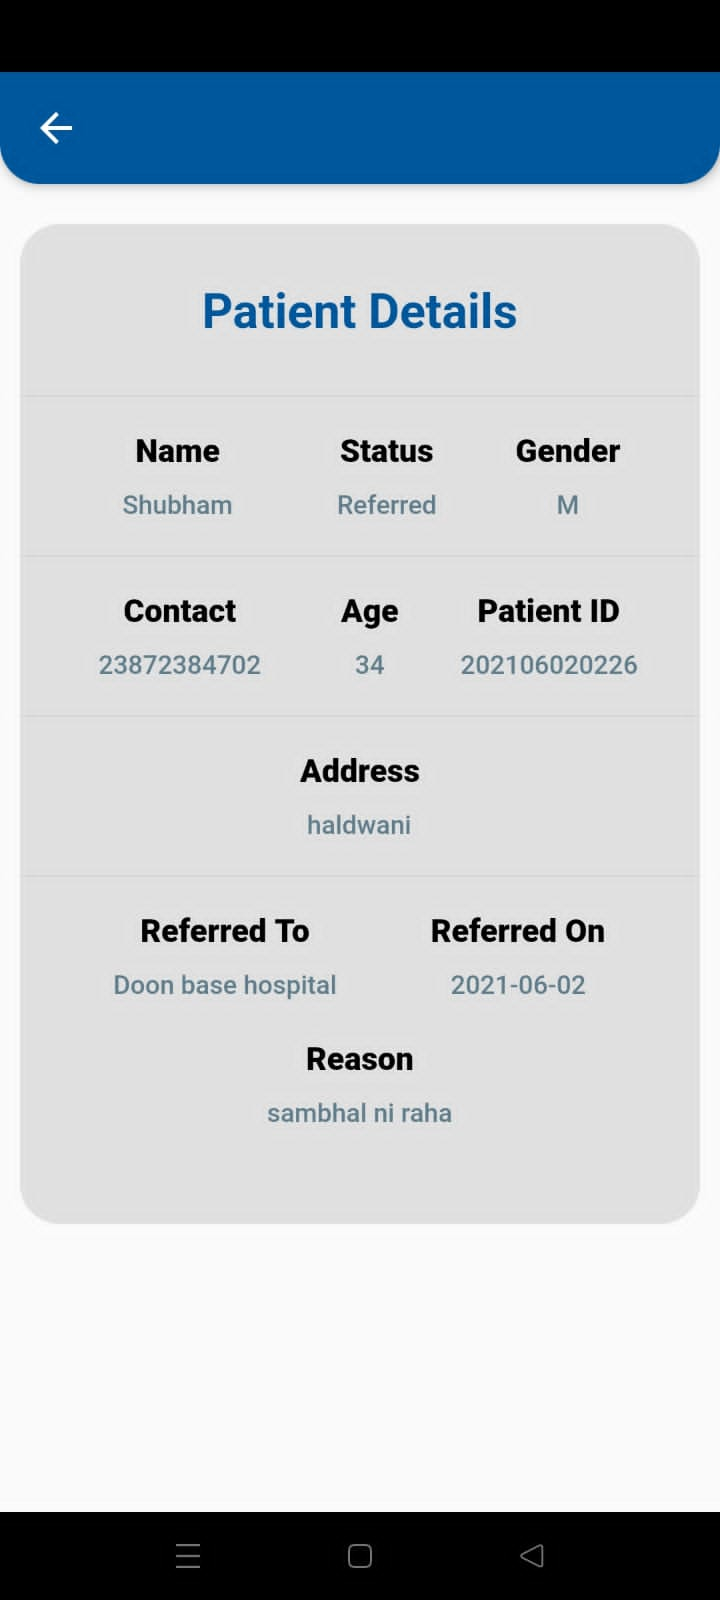 Patient Details
Name Status Gender
Shubham Referred M
Contact Age Patient ID
23872384702 34 202106020226
Address
haldwani
Referred To Referred On
Doon base hospital 2021-06-02
Reason
sambhal ni raha